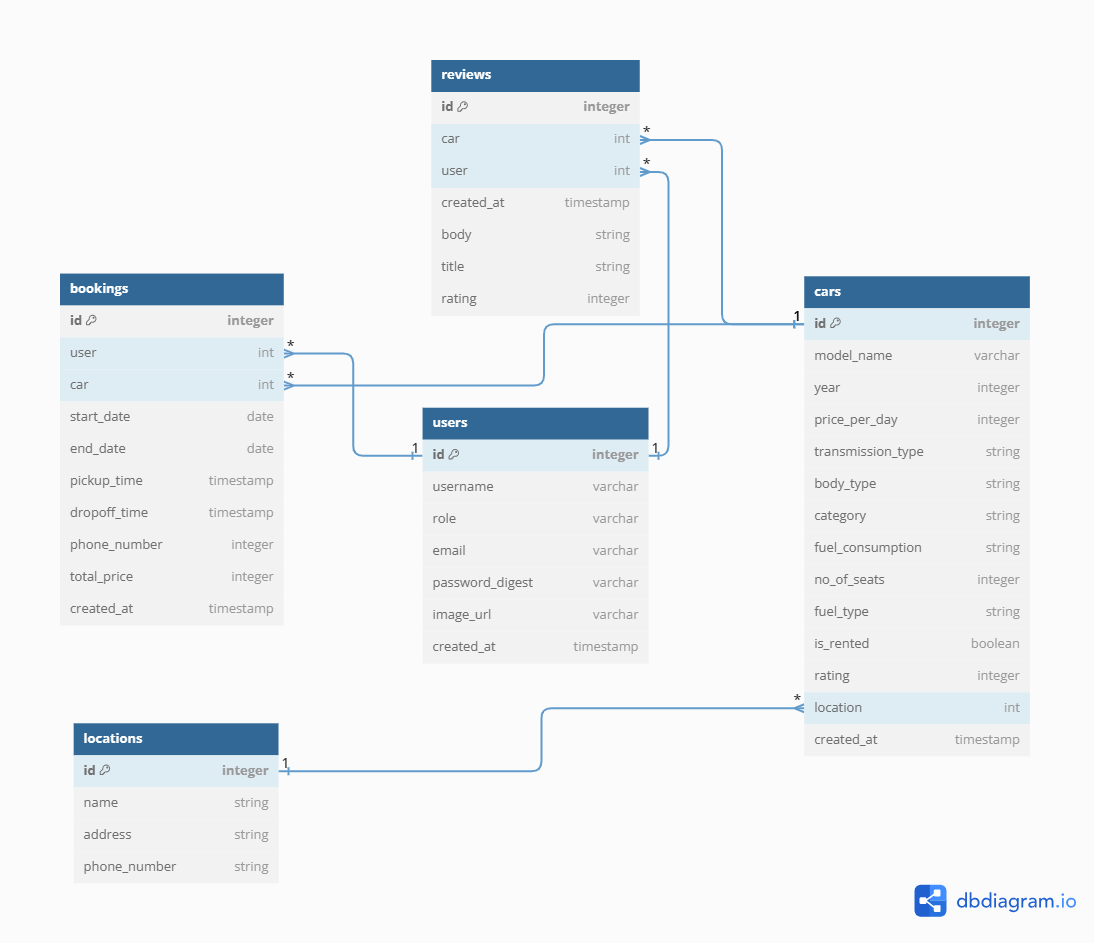 reviews
id integer
car int
user int
created_at timestamp
body string
title string
rating integer
*
*
bookings
id integer
user int
car int
start_date date
end_date date
pickup_time timestamp
dropoff_time timestamp
phone_number integer
total_price integer
created_at timestamp
*
*
users
1 id integer 1
username varchar
role varchar
email varchar
password_digest varchar
image_url varchar
created_at timestamp
cars
1 id integer
model_name varchar
year integer
price_per_day integer
transmission_type string
body_type string
category string
fuel_consumption string
no_of_seats integer
fuel_type string
is_rented boolean
rating integer
* location int
created_at timestamp
locations
id integer 1
name string
address string
phone_number string
dbdiagram.io